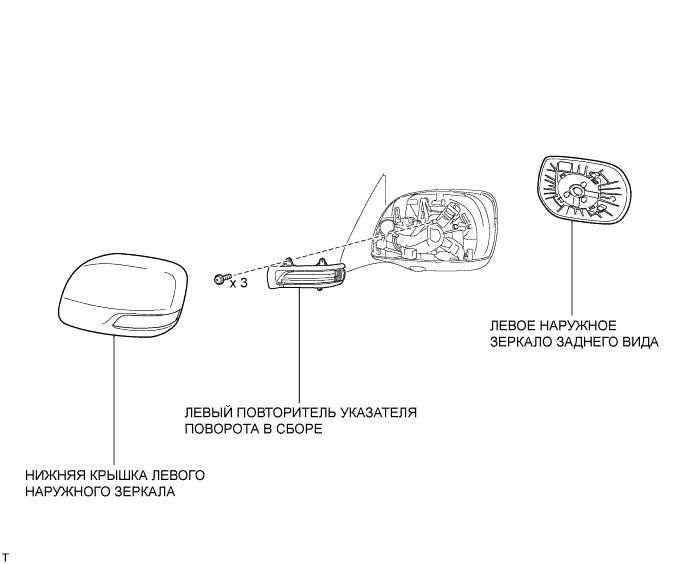 x 3
ЛЕВОЕ НАРУЖНОЕ
ЗЕРКАЛО ЗАДНЕГО ВИДА
ЛЕВЫЙ ПОВТОРИТЕЛЬ УКАЗАТЕЛЯ
ПОВОРОТА В СБОРЕ
НИЖНЯЯ КРЫШКА ЛЕВОГО
НАРУЖНОГО ЗЕРКАЛА
T